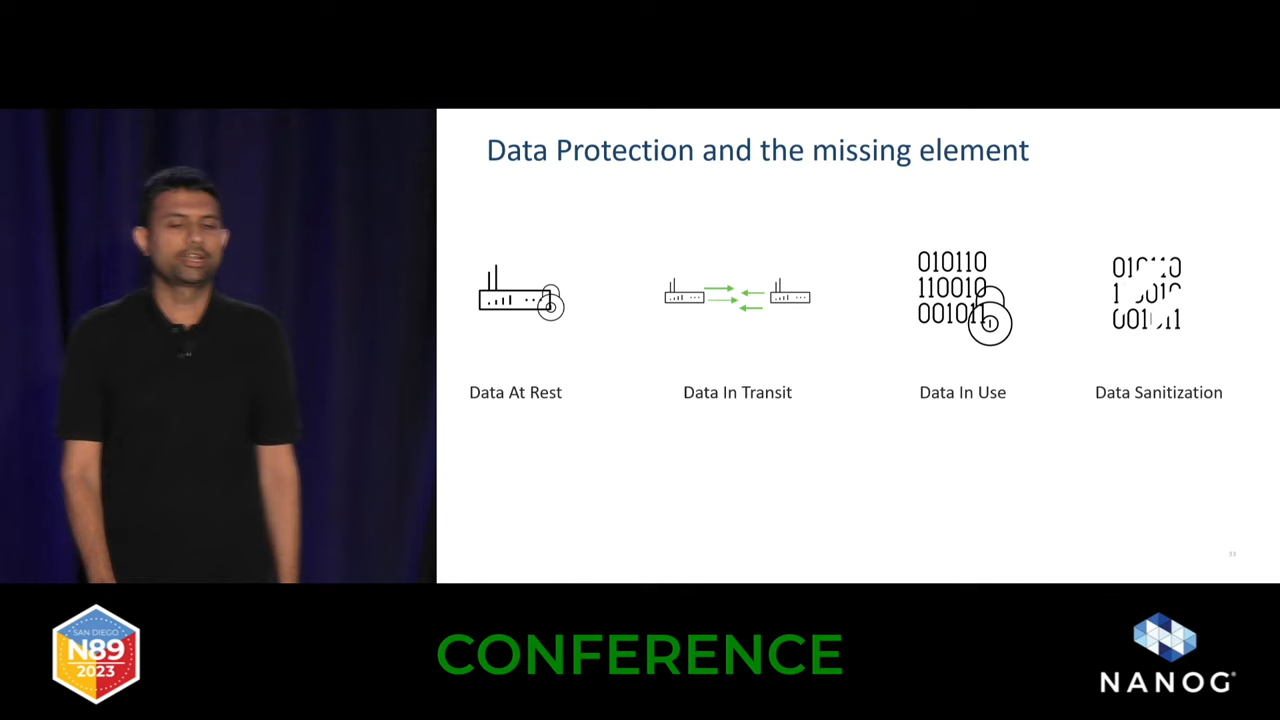 Data Protection and the missing element
010110
110010
001011
Data At Rest
Data In Transit
Data In Use
Data Sanitization
33
SAN DIEGO
N89
2023
CONFERENCE
NANOG